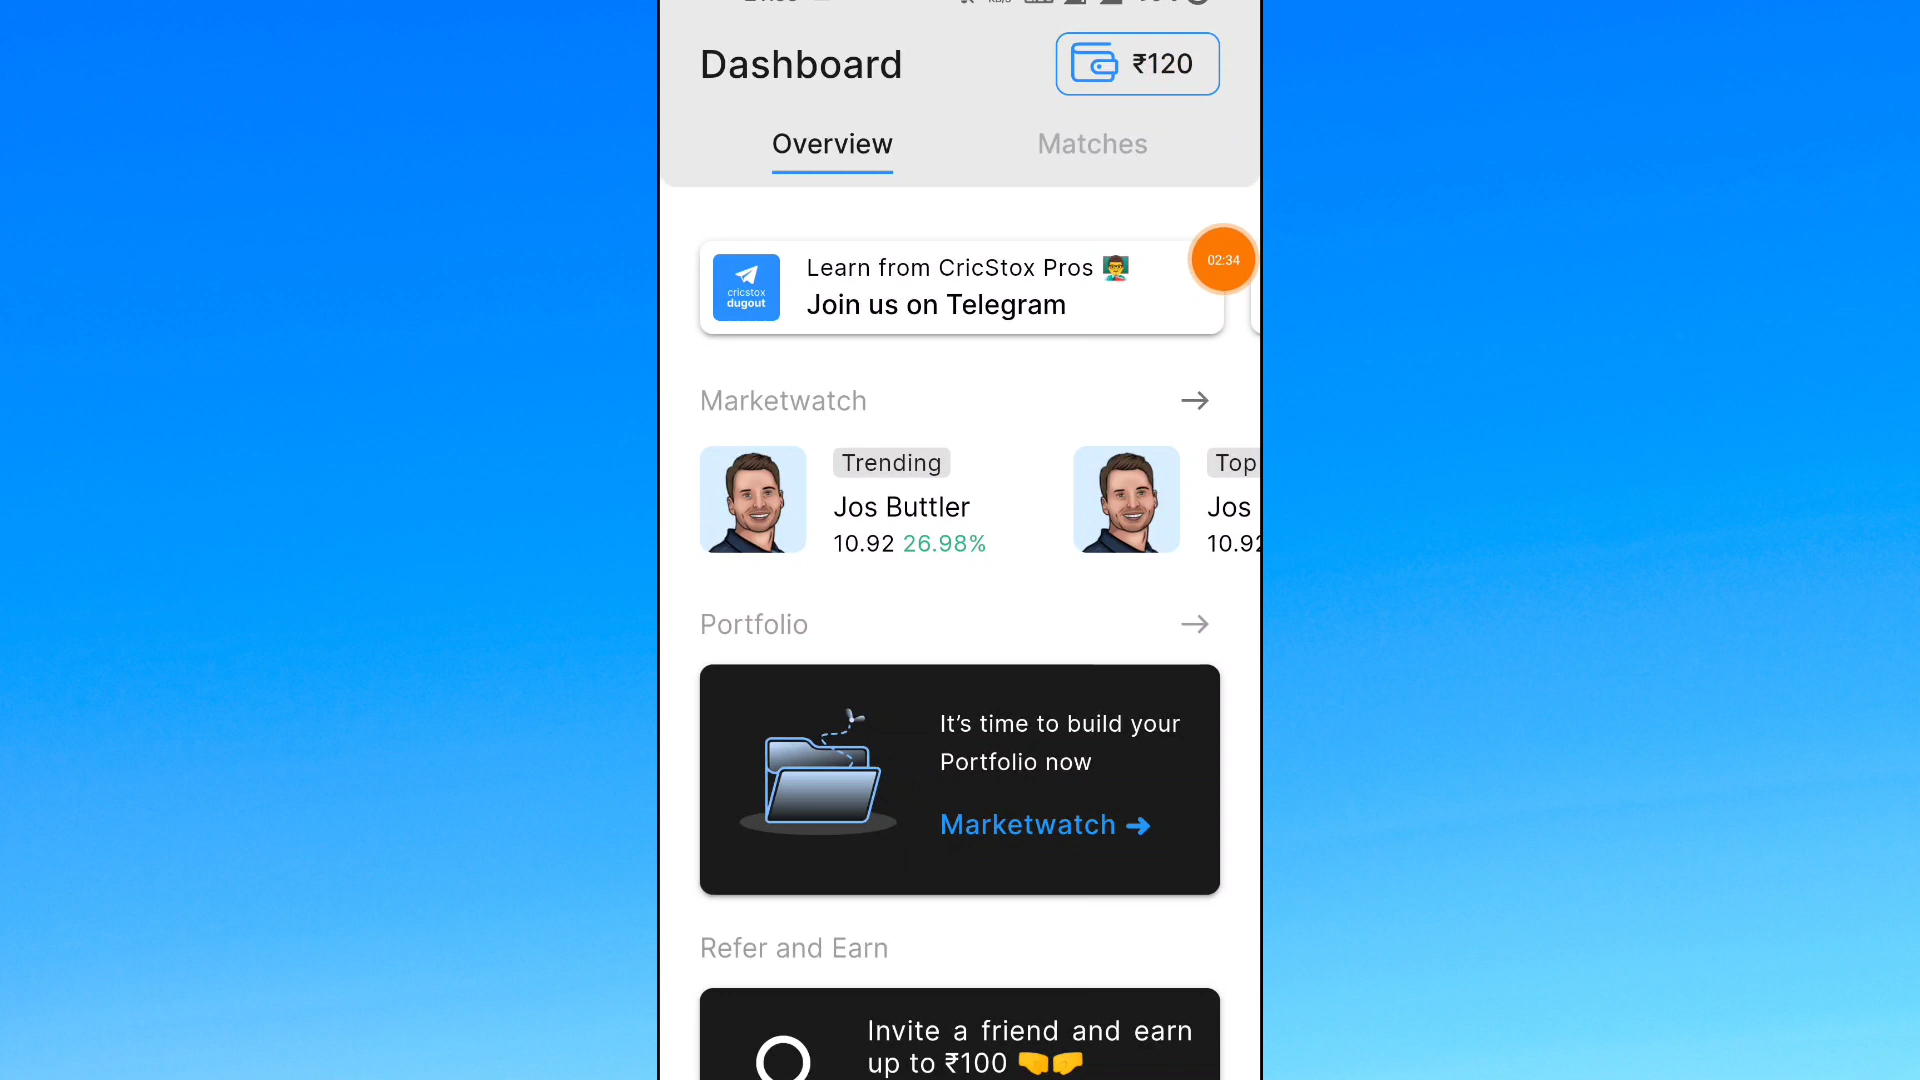 Dashboard
₹120
Overview
Matches
Learn from CricStox Pros
Join us on Telegram
cricstox
dugout
02:34
Marketwatch
Trending
Jos Buttler
10.92 26.98%
Top
Jos
10.92
Portfolio
It's time to build your
Portfolio now
Marketwatch
Refer and Earn
Invite a friend and earn
up to ₹100